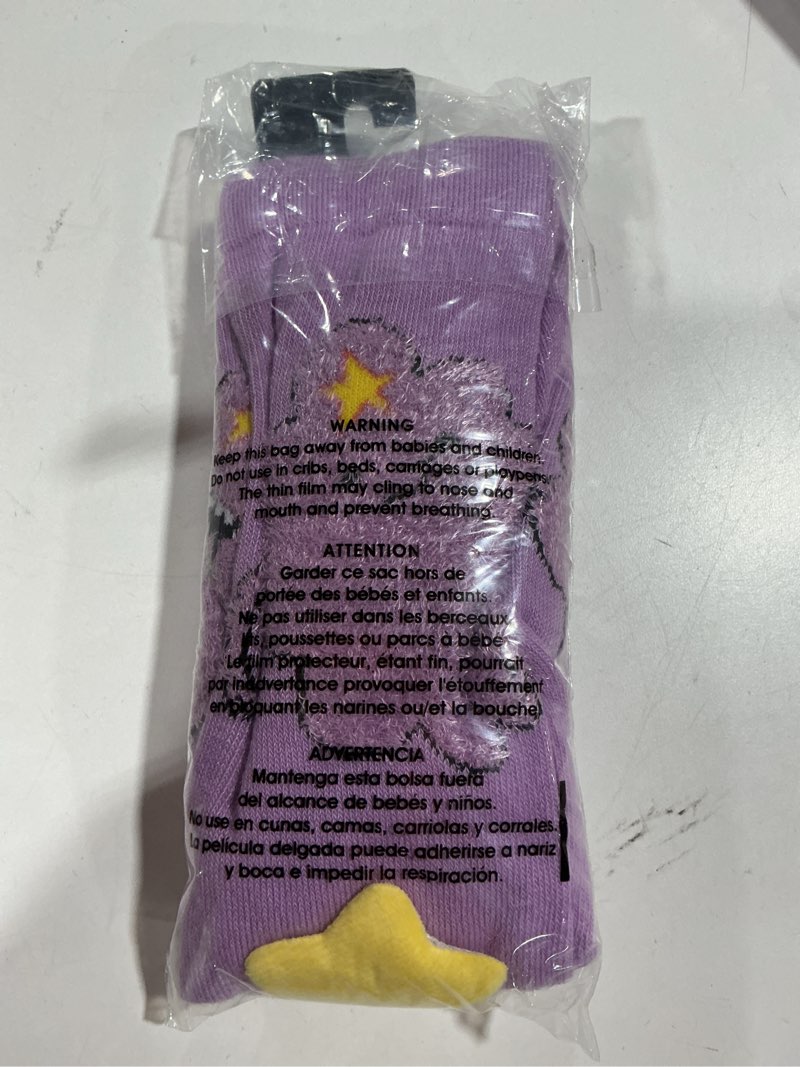 WARNING
Keep this bag away from babies and children.
Do not use in cribs, beds, carriages or playpens.
The thin film may cling to nose and
mouth and prevent breathing.
ATTENTION
Garder ce sac hors de
portée des bébés et enfants.
Ne pas utiliser dans les berceaux,
lits, poussettes ou parcs à bébé.
Le film protecteur, étant fin, pourrait
par inadvertance provoquer l'étouffement
en bloquant les narines ou/et la bouche.
ADVERTENCIA
Mantenga esta bolsa fuera
del alcance de bebés y niños.
No use en cunas, camas, carriolas y corrales.
La película delgada puede adherirse a nariz
y boca e impedir la respiración.